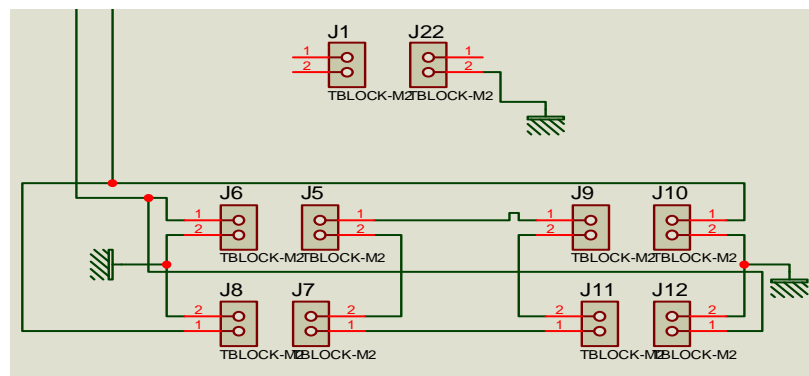 J1 J22
1 1
2 2
TBLOCK-M2 TBLOCK-M2
J6 J5 J9 J10
1 1 1 1
2 2 2 2
TBLOCK-M2 TBLOCK-M2 TBLOCK-M2 TBLOCK-M2
J8 J7 J11 J12
2 2 2 2
1 1 1 1
TBLOCK-M2 TBLOCK-M2 TBLOCK-M2 TBLOCK-M2